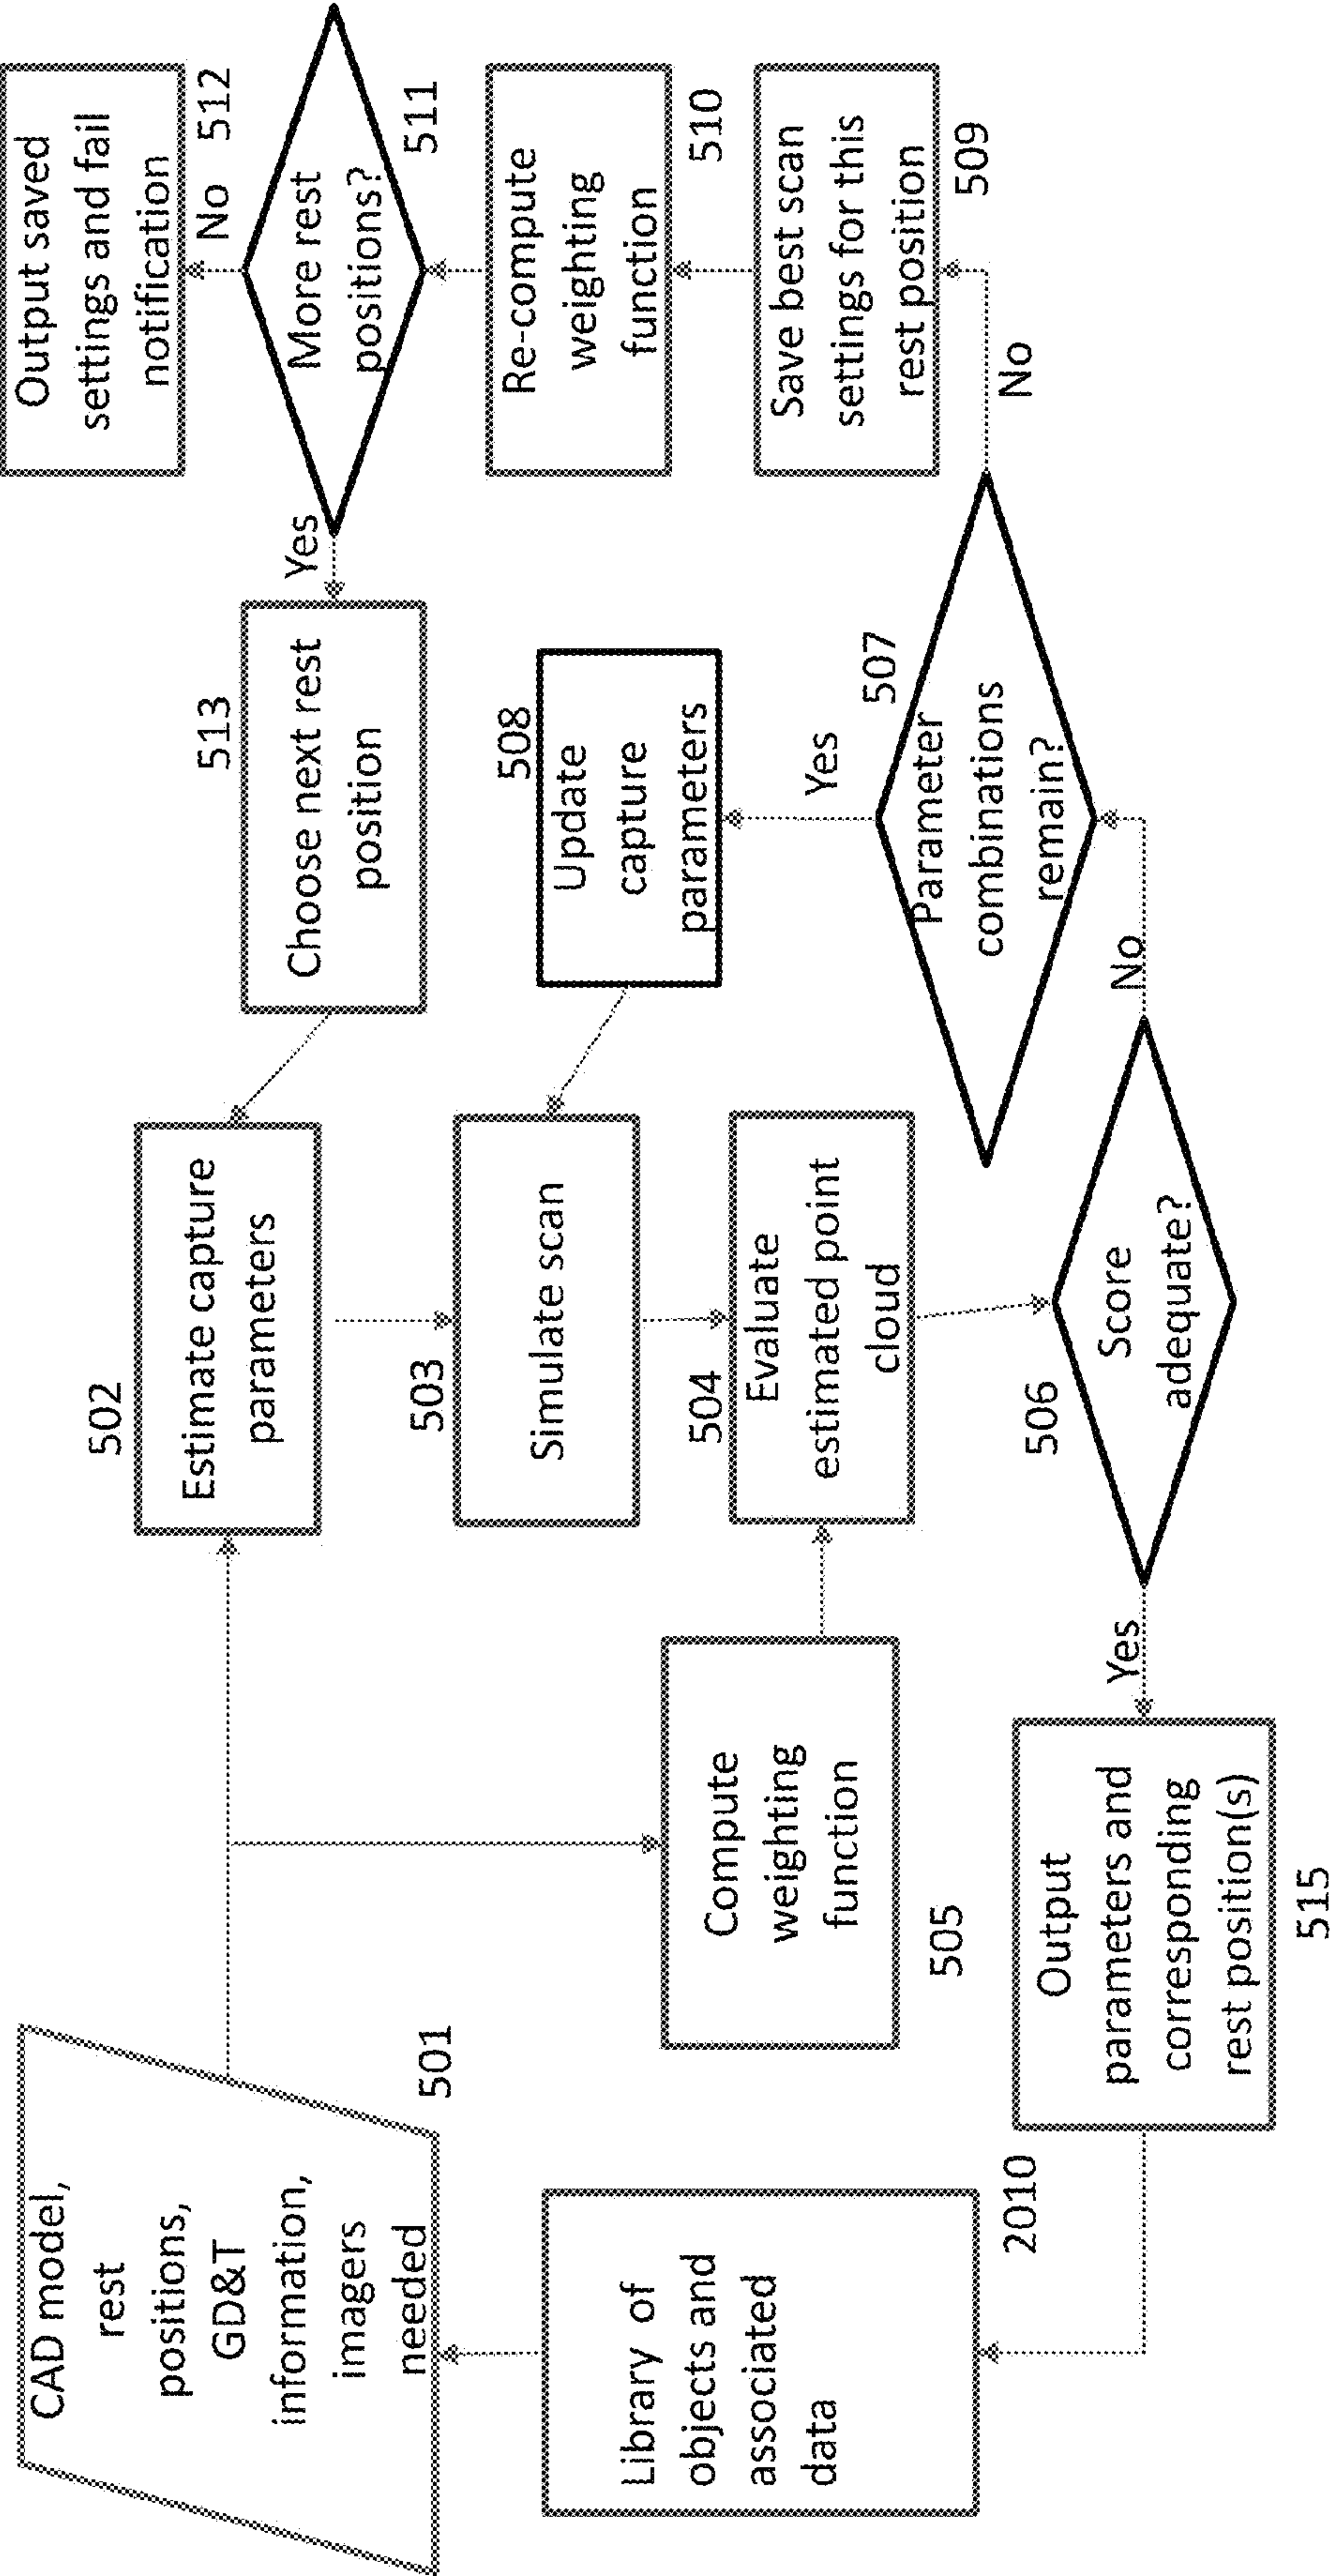 CAD model,
rest
positions,
GD&T
information,
imagers
needed
501
Library of
objects and
associated
data
2010
502
Estimate capture
parameters
503
Simulate scan
504
Evaluate
estimated point
cloud
Compute
weighting
function
505
506
Score
adequate?
Yes
No
Output
parameters and
corresponding
rest position(s)
515
507
Parameter
combinations
remain?
Yes
No
508
Update
capture
parameters
509
Save best scan
settings for this
rest position
510
Re-compute
weighting
function
511
More rest
positions?
Yes
No
512
Output saved
settings and fail
notification
513
Choose next rest
position